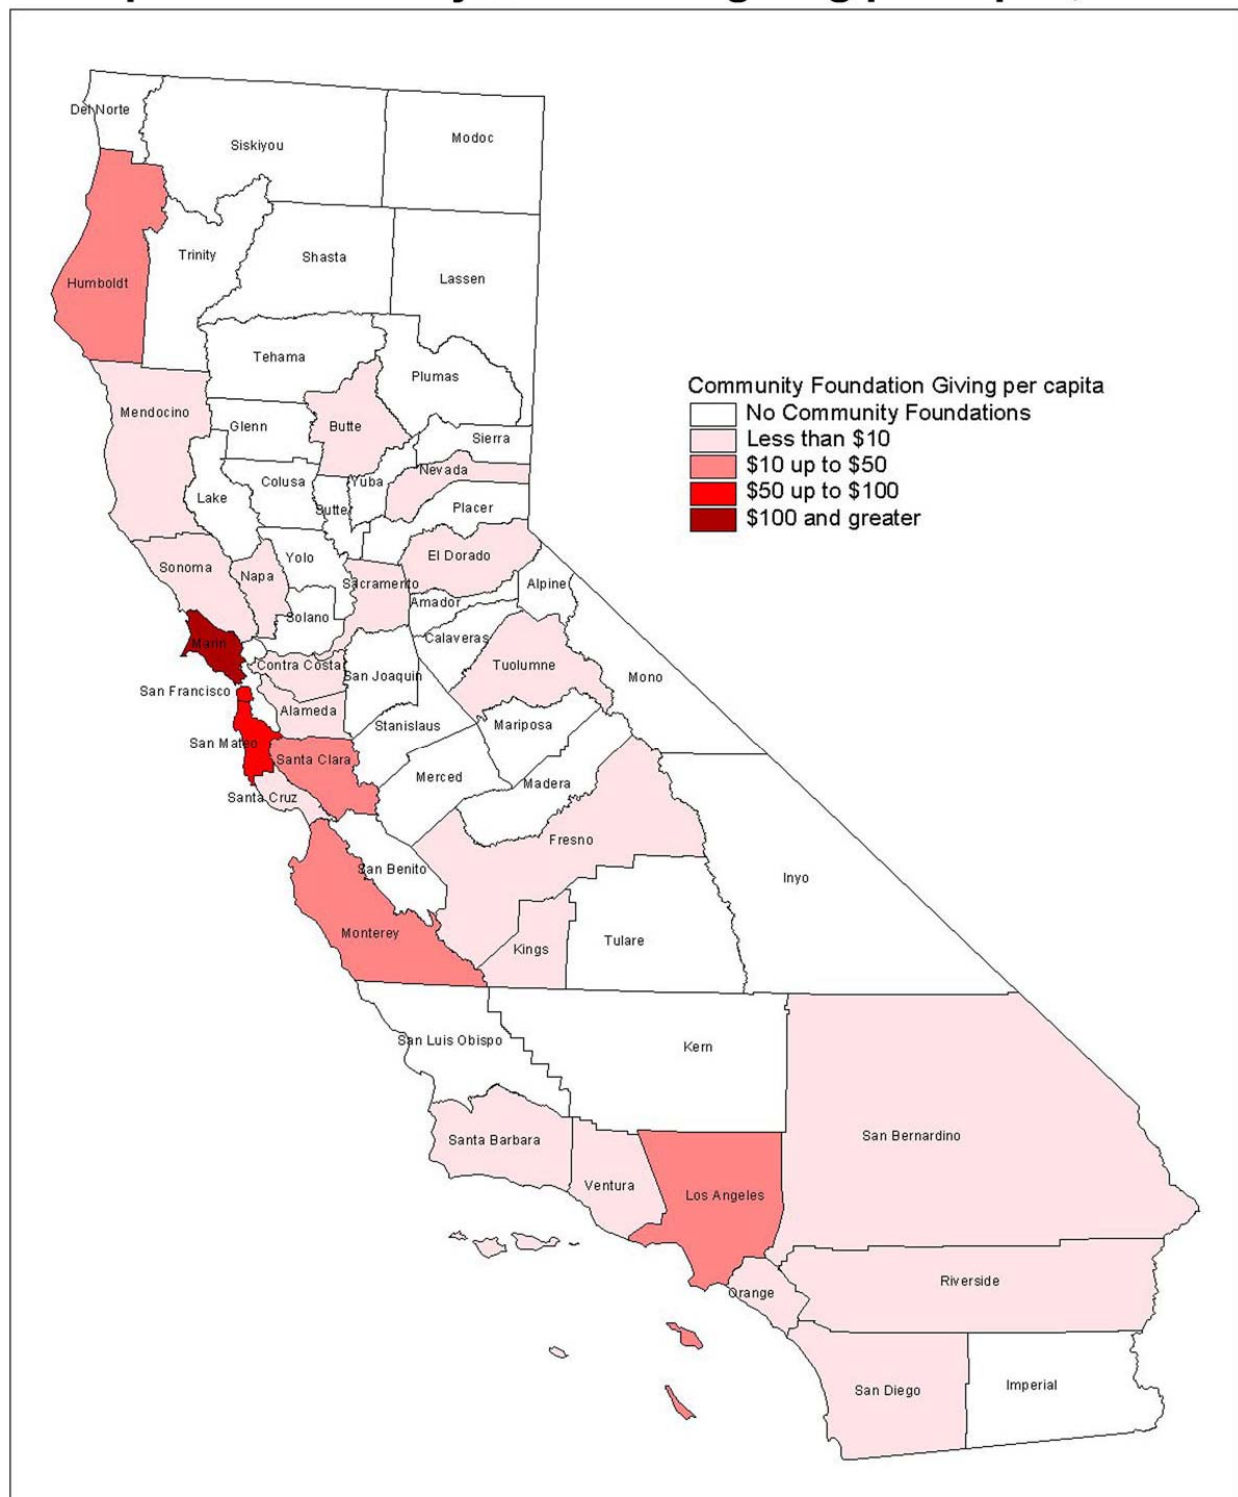 Del Norte
Siskiyou
Modoc
Trinity
Shasta
Lassen
Humboldt
Tehama
Plumas
Community Foundation Giving per capita
No Community Foundations
Less than $10
$10 up to $50
$50 up to $100
$100 and greater
Mendocino
Glenn
Butte
Sierra
Nevada
Lake
Colusa
Yuba
Sutter
Placer
Sonoma
Napa
Yolo
El Dorado
Sacramento
Alpine
Amador
Solano
Marin
Calaveras
Contra Costa
San Joaquin
Tuolumne
Mono
San Francisco
Alameda
Stanislaus
Mariposa
San Mateo
Santa Clara
Merced
Madera
Santa Cruz
Fresno
San Benito
Inyo
Monterey
Kings
Tulare
San Luis Obispo
Kern
Santa Barbara
San Bernardino
Ventura
Los Angeles
Orange
Riverside
San Diego
Imperial